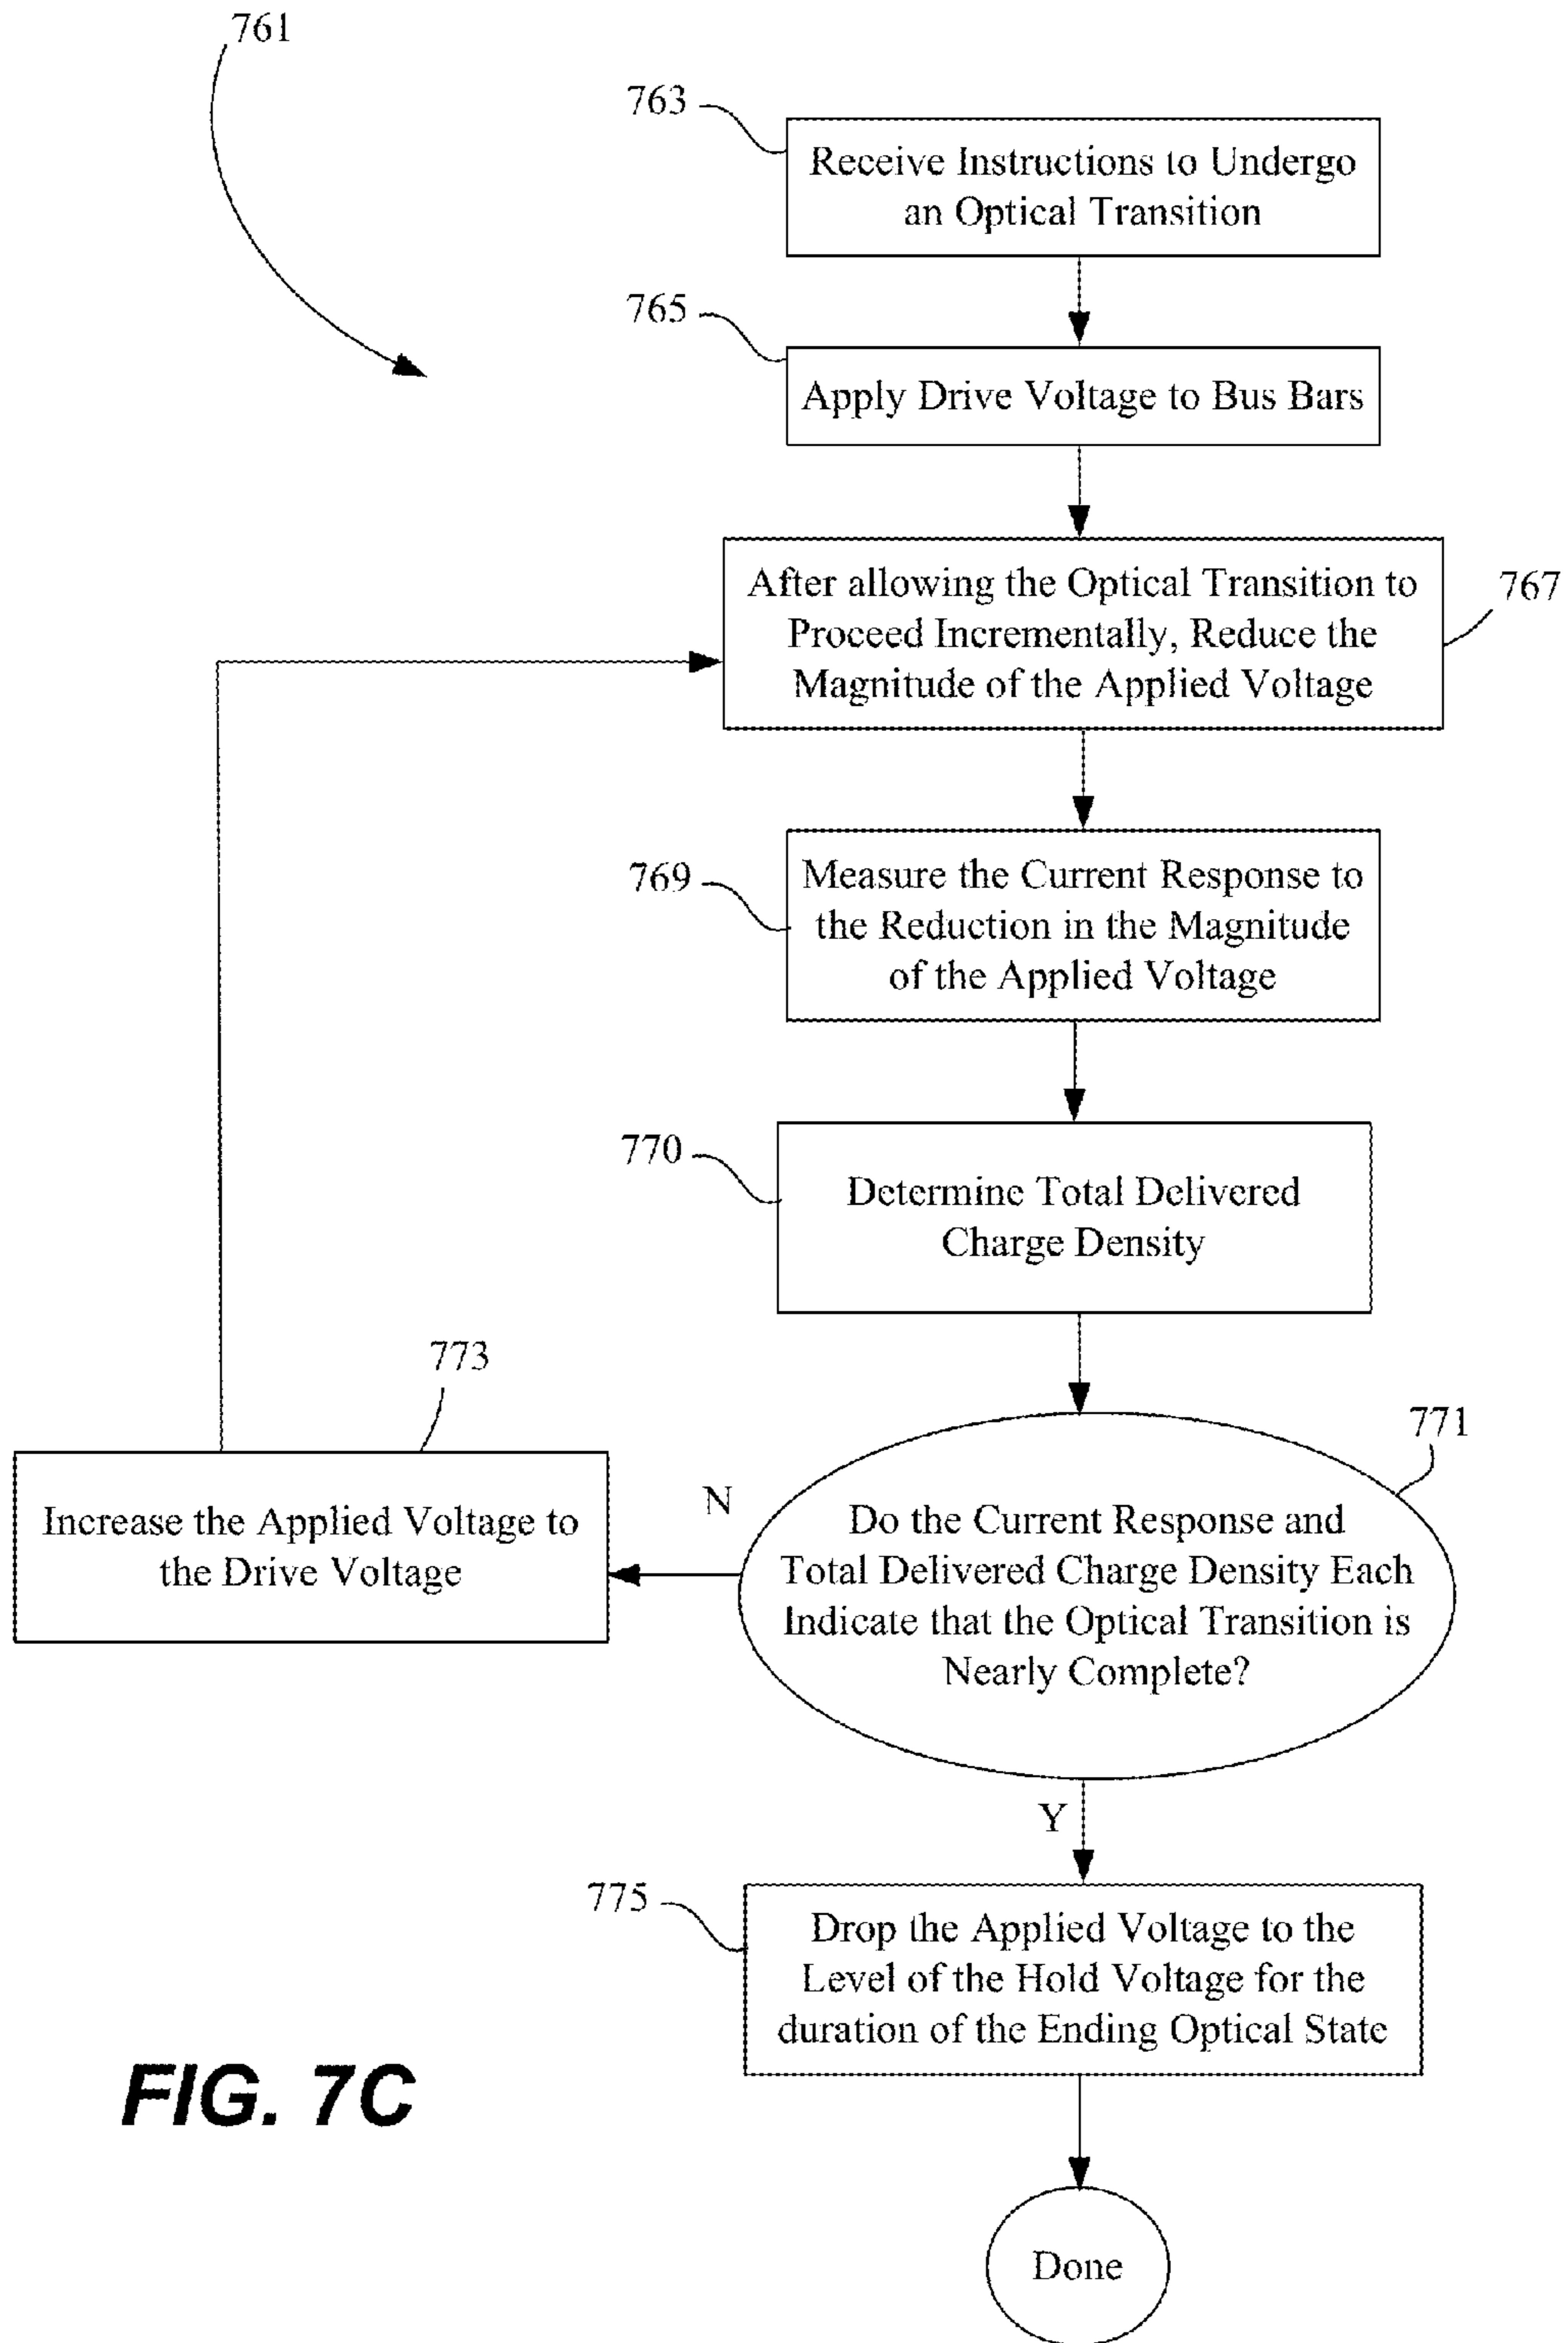 761
763
Receive Instructions to Undergo
an Optical Transition
765
Apply Drive Voltage to Bus Bars
After allowing the Optical Transition to
Proceed Incrementally, Reduce the
Magnitude of the Applied Voltage
767
769
Measure the Current Response to
the Reduction in the Magnitude
of the Applied Voltage
770
Determine Total Delivered
Charge Density
773
Increase the Applied Voltage to
the Drive Voltage
N
771
Do the Current Response and
Total Delivered Charge Density Each
Indicate that the Optical Transition is
Nearly Complete?
Y
775
Drop the Applied Voltage to the
Level of the Hold Voltage for the
duration of the Ending Optical State
FIG. 7C
Done